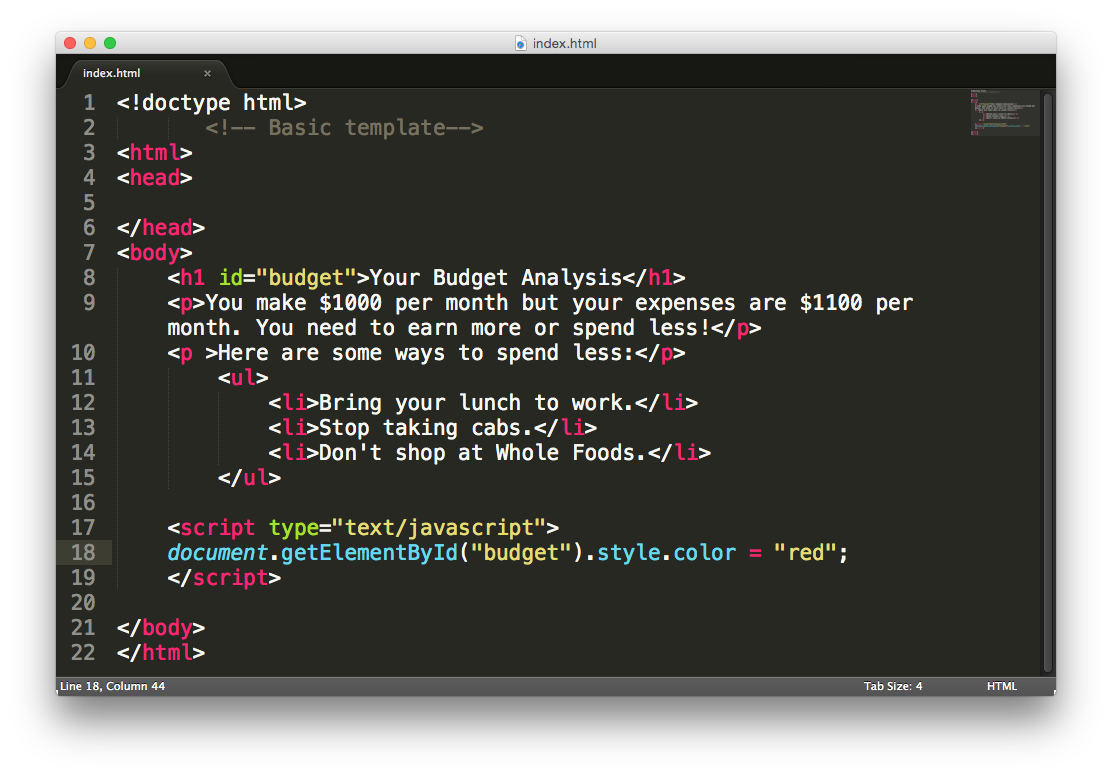 index.html
index.html ×
1 <!doctype html>
2 <!-- Basic template-->
3 <html>
4 <head>
5
6 </head>
7 <body>
8 <h1 id="budget">Your Budget Analysis</h1>
9 <p>You make $1000 per month but your expenses are $1100 per
month. You need to earn more or spend less!</p>
10 <p >Here are some ways to spend less:</p>
11 <ul>
12 <li>Bring your lunch to work.</li>
13 <li>Stop taking cabs.</li>
14 <li>Don't shop at Whole Foods.</li>
15 </ul>
16
17 <script type="text/javascript">
18 document.getElementById("budget").style.color = "red";
19 </script>
20
21 </body>
22 </html>
Line 18, Column 44 Tab Size: 4 HTML